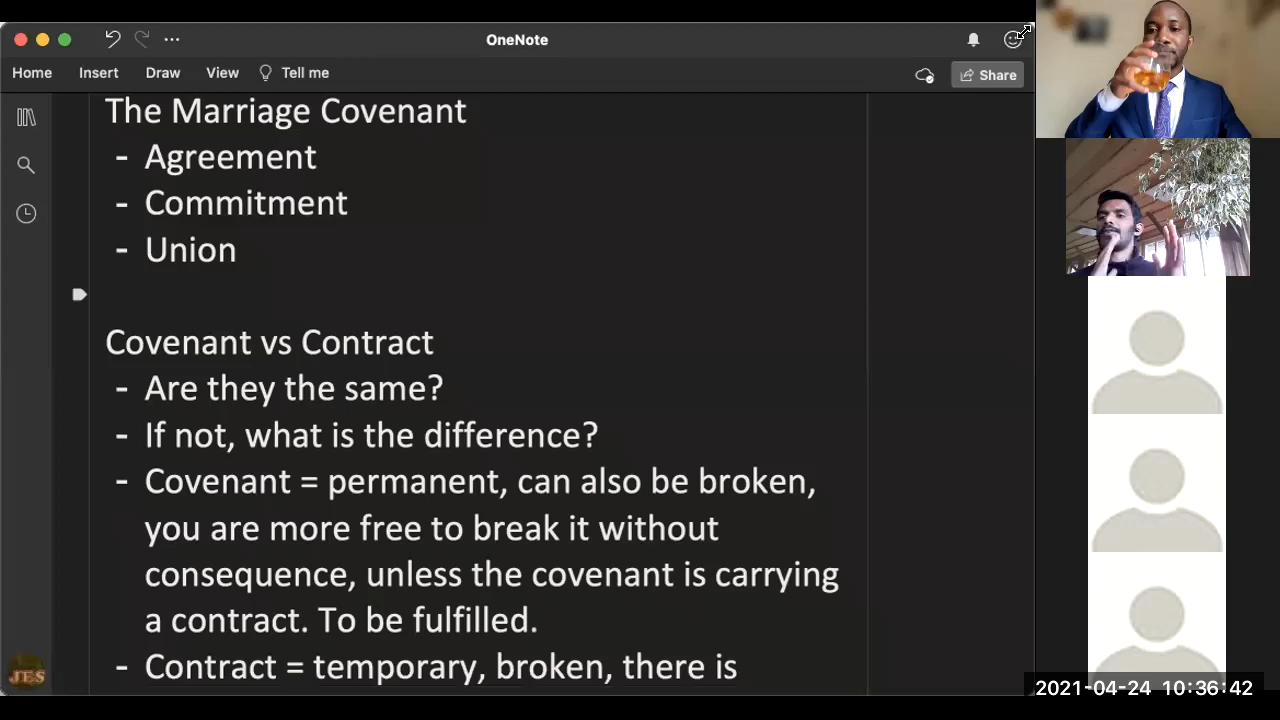 OneNote
Home Insert Draw View Tell me Share
The Marriage Covenant
- Agreement
- Commitment
- Union
Covenant vs Contract
- Are they the same?
- If not, what is the difference?
- Covenant = permanent, can also be broken,
you are more free to break it without
consequence, unless the covenant is carrying
a contract. To be fulfilled.
- Contract = temporary, broken, there is
JES
2021-04-24 10:36:42